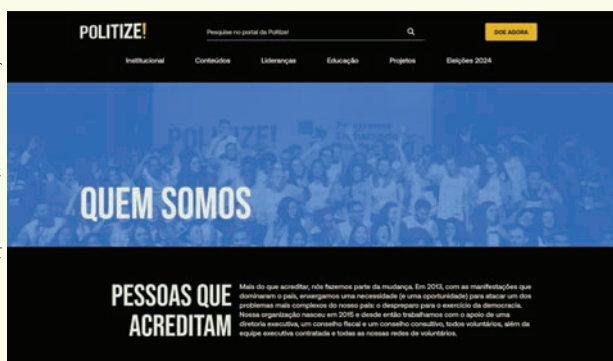 POLITIZE!
Pesquise no portal da Politize!
DOE AGORA
Institucional Conteúdos Lideranças Educação Projetos Eleições 2024
POLITIZE!
QUEM SOMOS
PESSOAS QUE
ACREDITAM
Mais do que acreditar, nós fazemos parte da mudança. Em 2013, com as manifestações que
dominaram o país, enxergamos uma necessidade (e uma oportunidade) para atacar um dos
problemas mais complexos do nosso país: o despreparo para o exercício da democracia.
Nossa organização nasceu em 2015 e desde então trabalhamos com o apoio de uma
diretoria executiva, um conselho fiscal e um conselho consultivo, todos voluntários, além da
equipe executiva contratada e todas as nossas redes de voluntários.